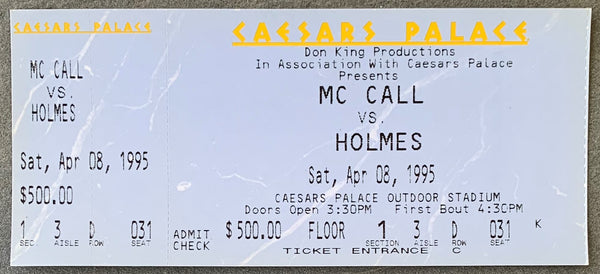 CAESARS PALACE
MC CALL
VS.
HOLMES
Sat, Apr 08, 1995
$500.00
1 3 D 031
SEC. AISLE ROW SEAT
CAESARS PALACE
Don King Productions
In Association With Caesars Palace
Presents
MC CALL
VS.
HOLMES
Sat, Apr 08, 1995
CAESARS PALACE OUTDOOR STADIUM
Doors Open 3:30PM First Bout 4:30PM
ADMIT $500.00 FLOOR 1 3 D 031 K
CHECK SECTION AISLE ROW SEAT
TICKET ENTRANCE C